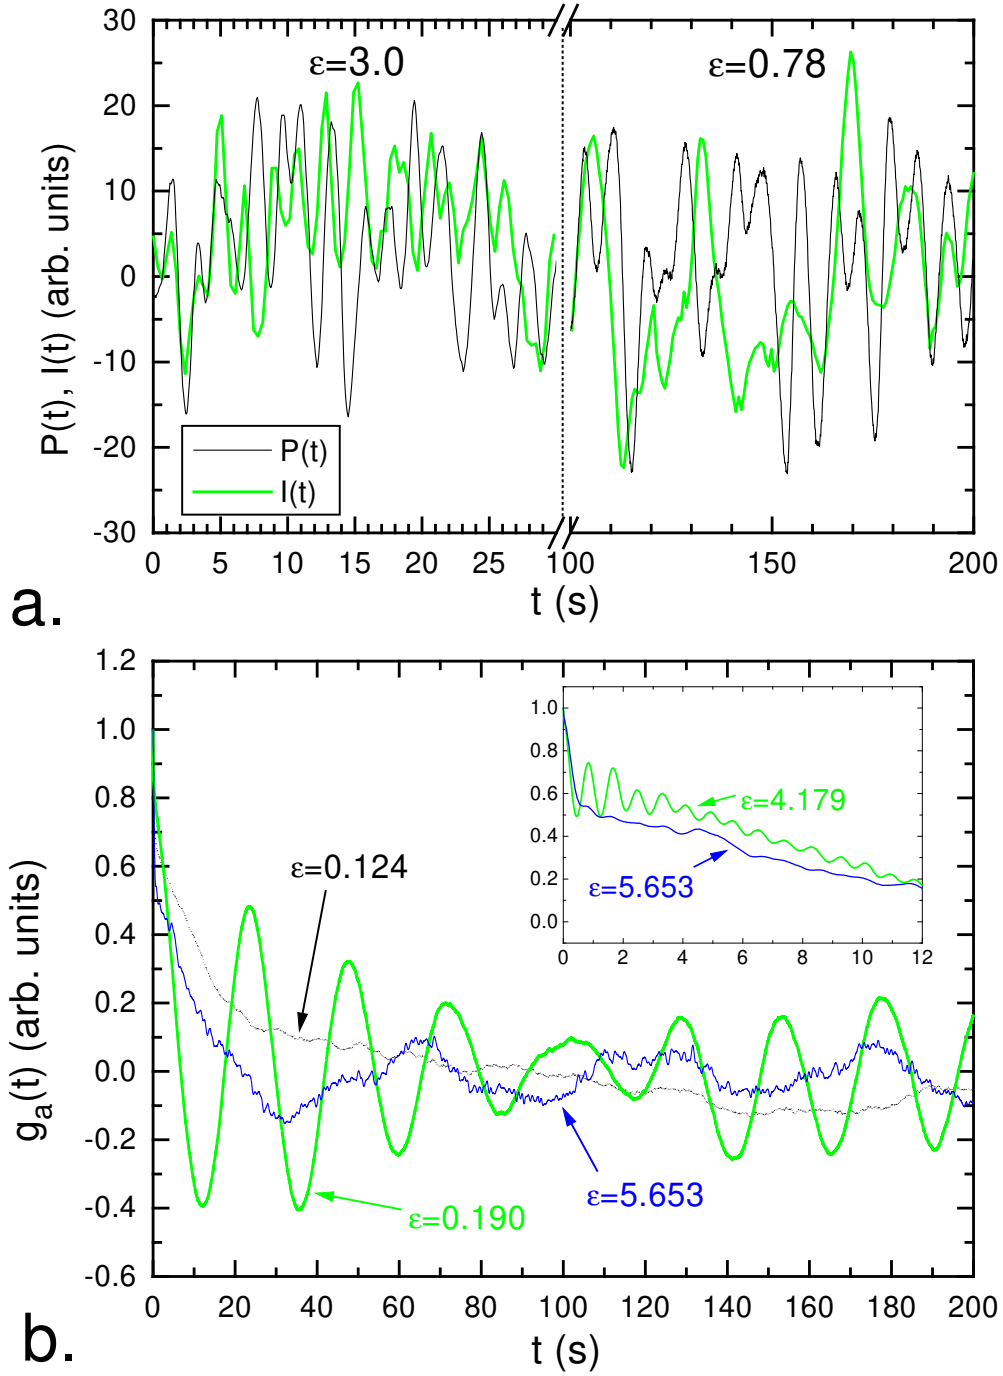 30
20
10
0
-10
-20
-30
P(t), I(t) (arb. units)
ε=3.0
ε=0.78
P(t)
I(t)
0 5 10 15 20 25 100 150 200
t (s)
a.
1.2
1.0
0.8
0.6
0.4
0.2
0.0
-0.2
-0.4
-0.6
g_a(t) (arb. units)
1.0
0.8
0.6
0.4
0.2
0.0
0 2 4 6 8 10 12
ε=4.179
ε=5.653
ε=0.124
ε=5.653
ε=0.190
0 20 40 60 80 100 120 140 160 180 200
t (s)
b.